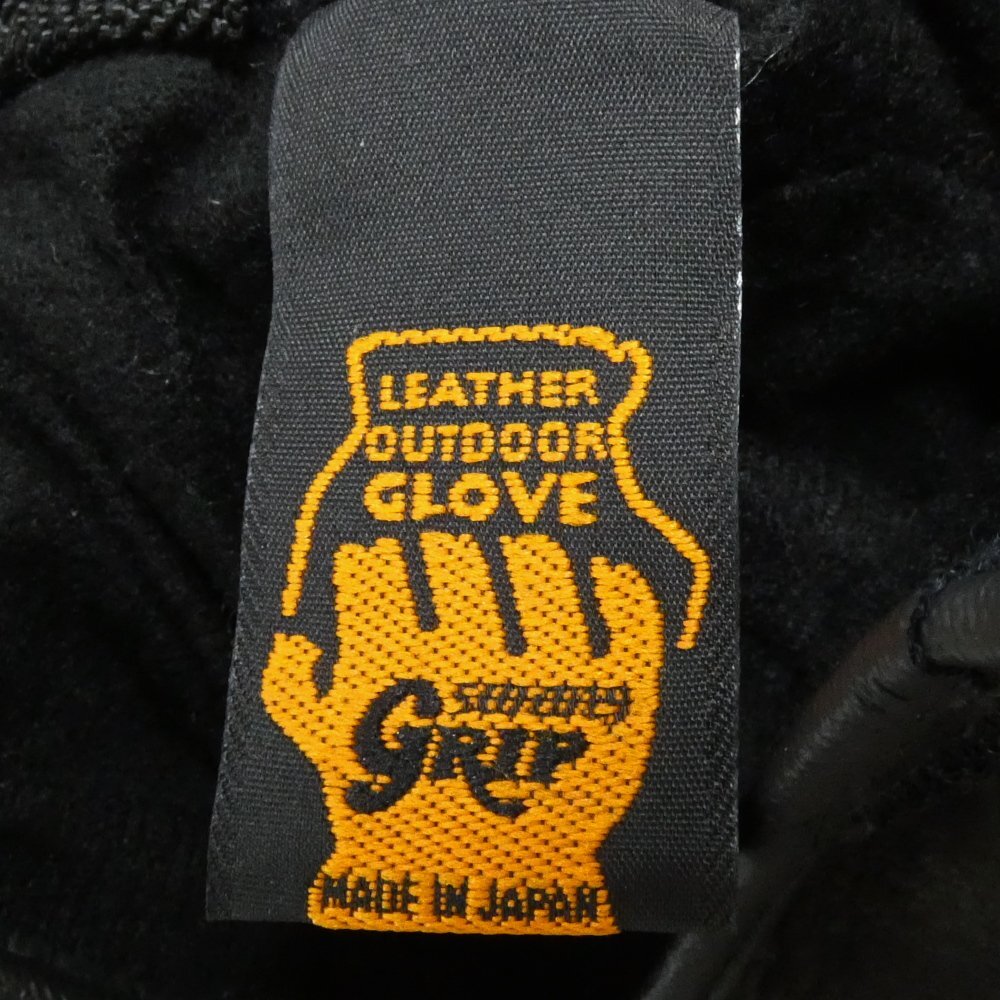 LEATHER
OUTDOOR
GLOVE
GRIP
MADE IN JAPAN